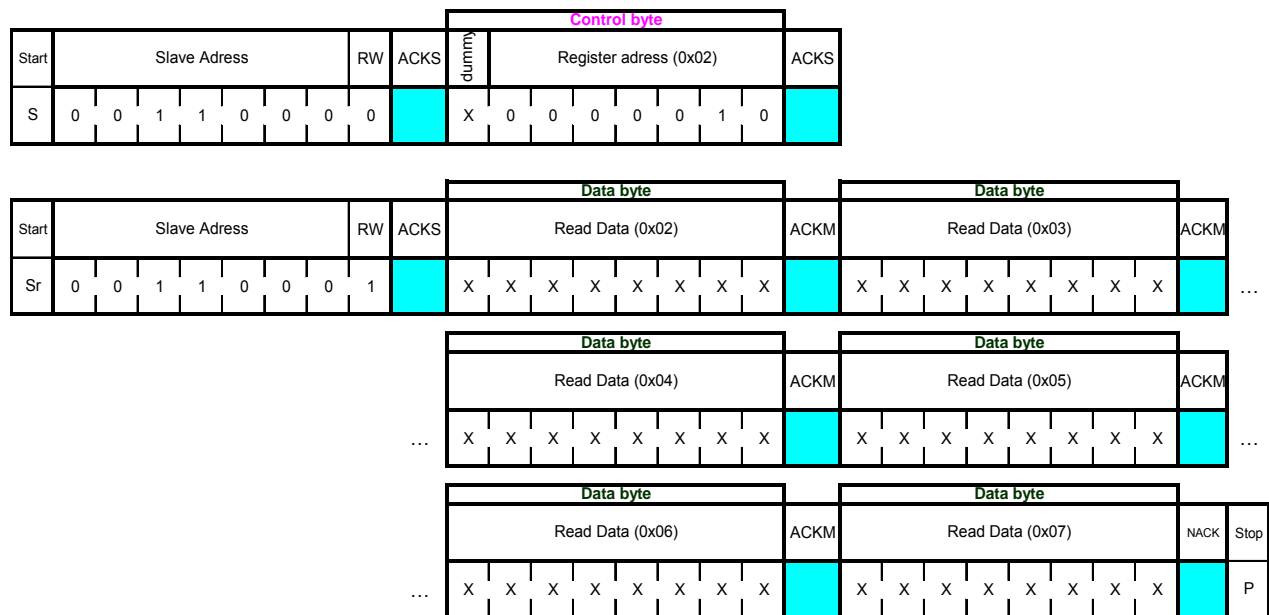 Control byte
Start Slave Adress RW ACKS dummy Register adress (0x02) ACKS
S 0 0 1 1 0 0 0 0 X 0 0 0 0 0 1 0
Data byte Data byte
Start Slave Adress RW ACKS Read Data (0x02) ACKM Read Data (0x03) ACKM
Sr 0 0 1 1 0 0 0 1 X X X X X X X X X X X X X X X X …
Data byte Data byte
Read Data (0x04) ACKM Read Data (0x05) ACKM
… X X X X X X X X X X X X X X X X …
Data byte Data byte
Read Data (0x06) ACKM Read Data (0x07) NACK Stop
… X X X X X X X X X X X X X X X X P